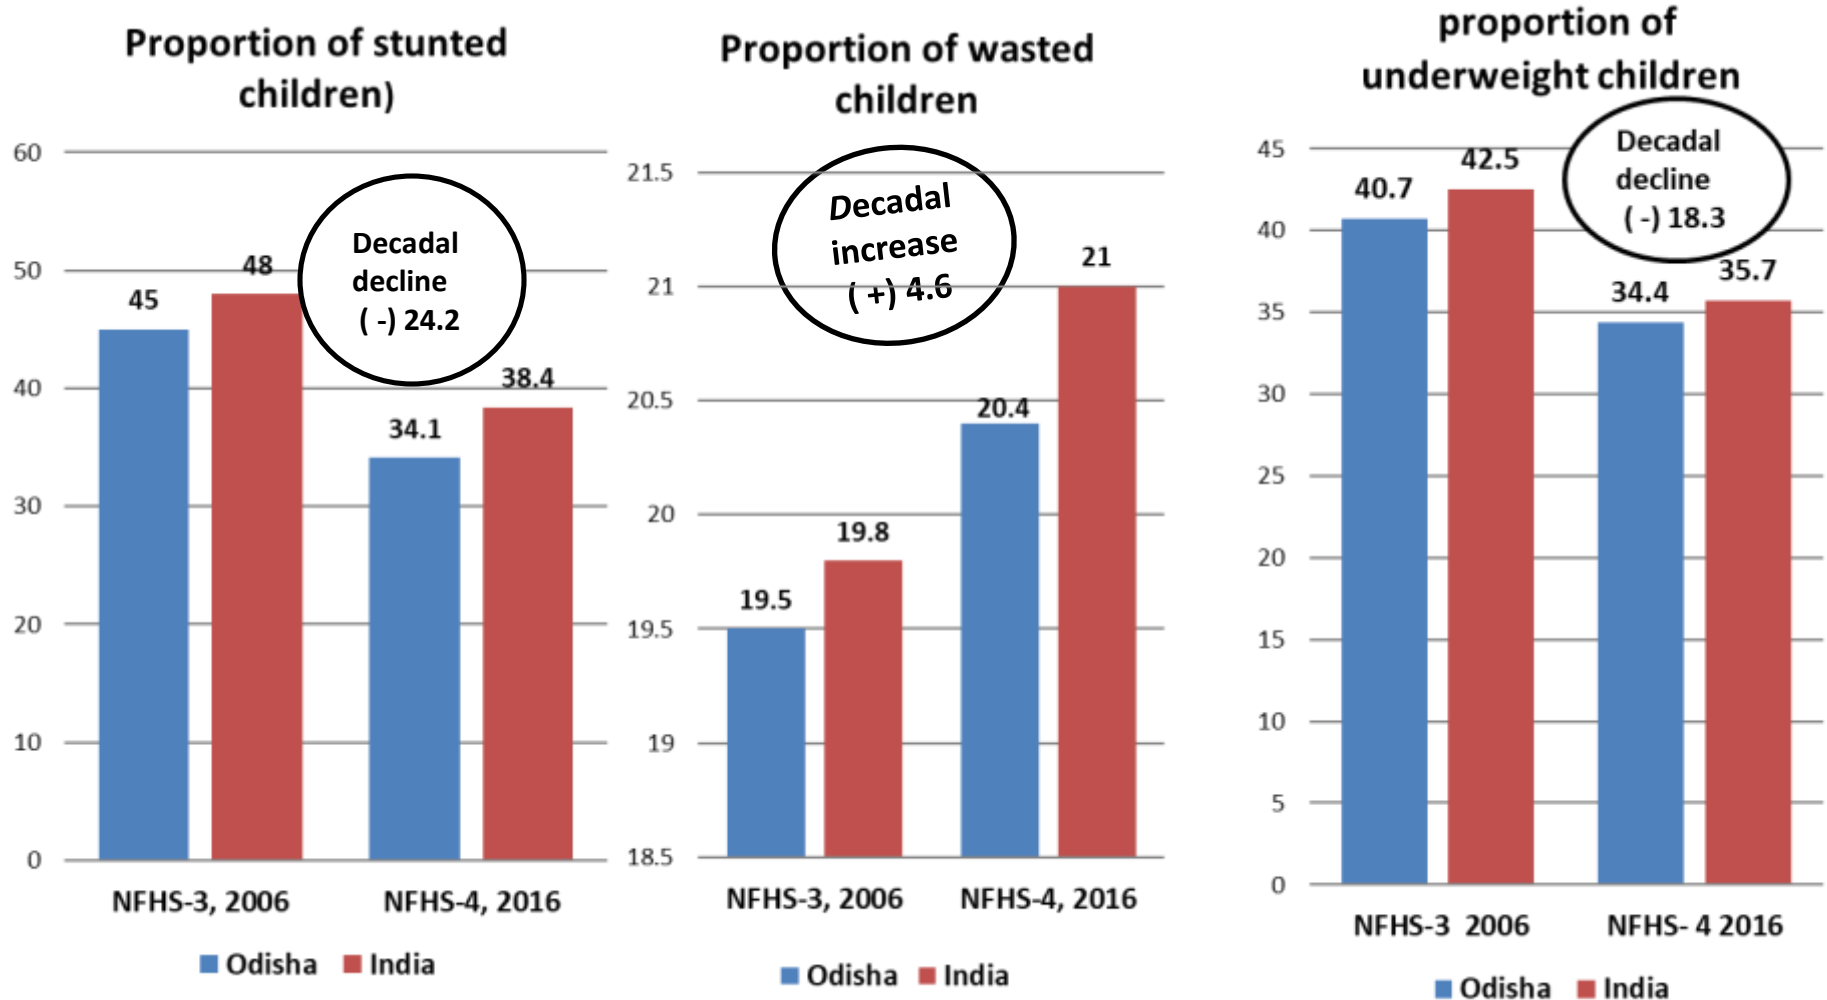 Proportion of stunted
children)
60
50
40
30
20
10
0
45
48
34.1
38.4
Decadal
decline
( -) 24.2
NFHS-3, 2006
NFHS-4, 2016
Odisha
India
Proportion of wasted
children
21.5
21
20.5
20
19.5
19
18.5
19.5
19.8
20.4
21
Decadal
increase
( +) 4.6
NFHS-3, 2006
NFHS-4, 2016
Odisha
India
proportion of
underweight children
45
40
35
30
25
20
15
10
5
0
40.7
42.5
34.4
35.7
Decadal
decline
( -) 18.3
NFHS-3 2006
NFHS- 4 2016
Odisha
India